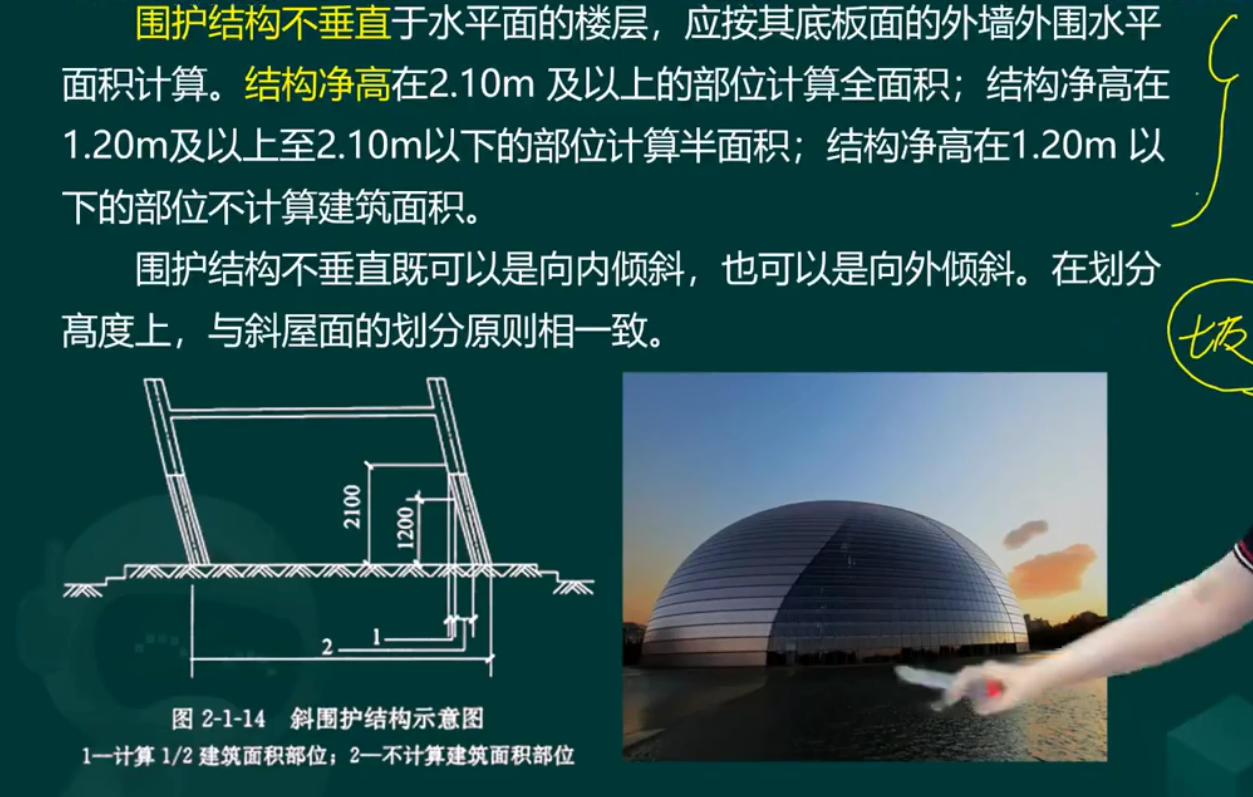 围护结构不垂直于水平面的楼层，应按其底板面的外墙外围水平
面积计算。结构净高在2.10m 及以上的部位计算全面积；结构净高在
1.20m及以上至2.10m以下的部位计算半面积；结构净高在1.20m 以
下的部位不计算建筑面积。
围护结构不垂直既可以是向内倾斜，也可以是向外倾斜。在划分
高度上，与斜屋面的划分原则相一致。
坡
2100
1200
1
2
图 2-1-14 斜围护结构示意图
1—计算 1/2 建筑面积部位；2—不计算建筑面积部位